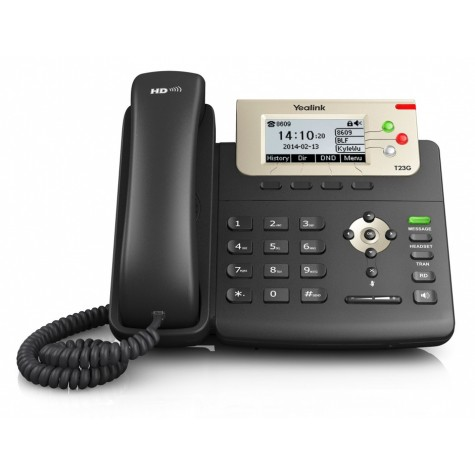 HD
Yealink
8609
14:10:20
2014-02-13
8609
BLF
KyleWu
History Dir DND Menu
T23G
1 2 3
4 5 6
7 8 9
*. 0 #
MESSAGE
HEADSET
TRAN
RD